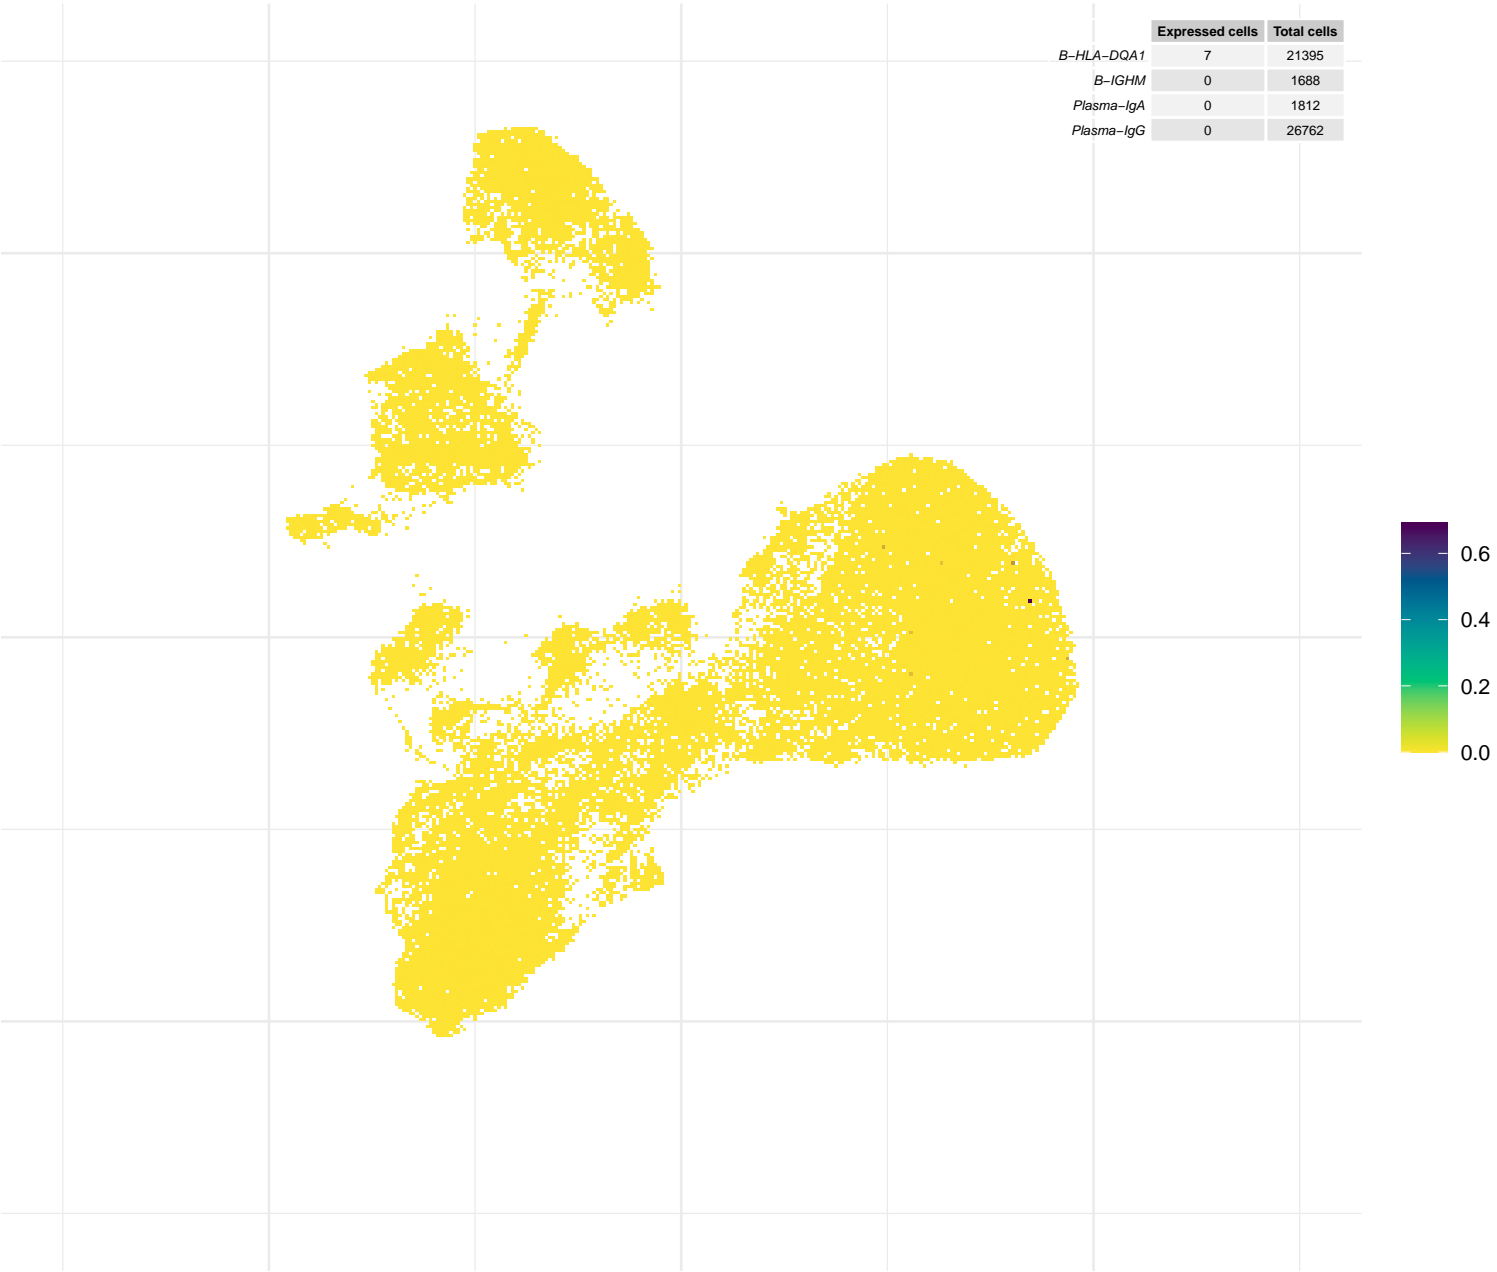 Expressed cells Total cells
B−HLA−DQA1 7 21395
B−IGHM 0 1688
Plasma−IgA 0 1812
Plasma−IgG 0 26762
0.6
0.4
0.2
0.0